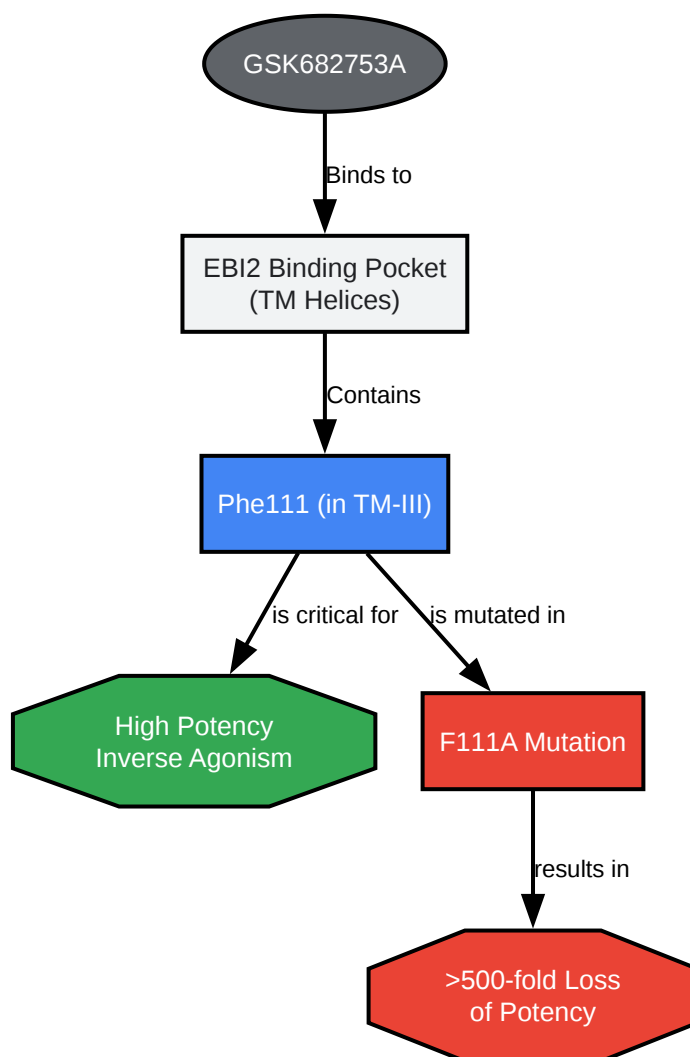 GSK682753A
Binds to
EBI2 Binding Pocket
(TM Helices)
Contains
Phe111 (in TM-III)
is critical for
is mutated in
High Potency
Inverse Agonism
F111A Mutation
results in
>500-fold Loss
of Potency